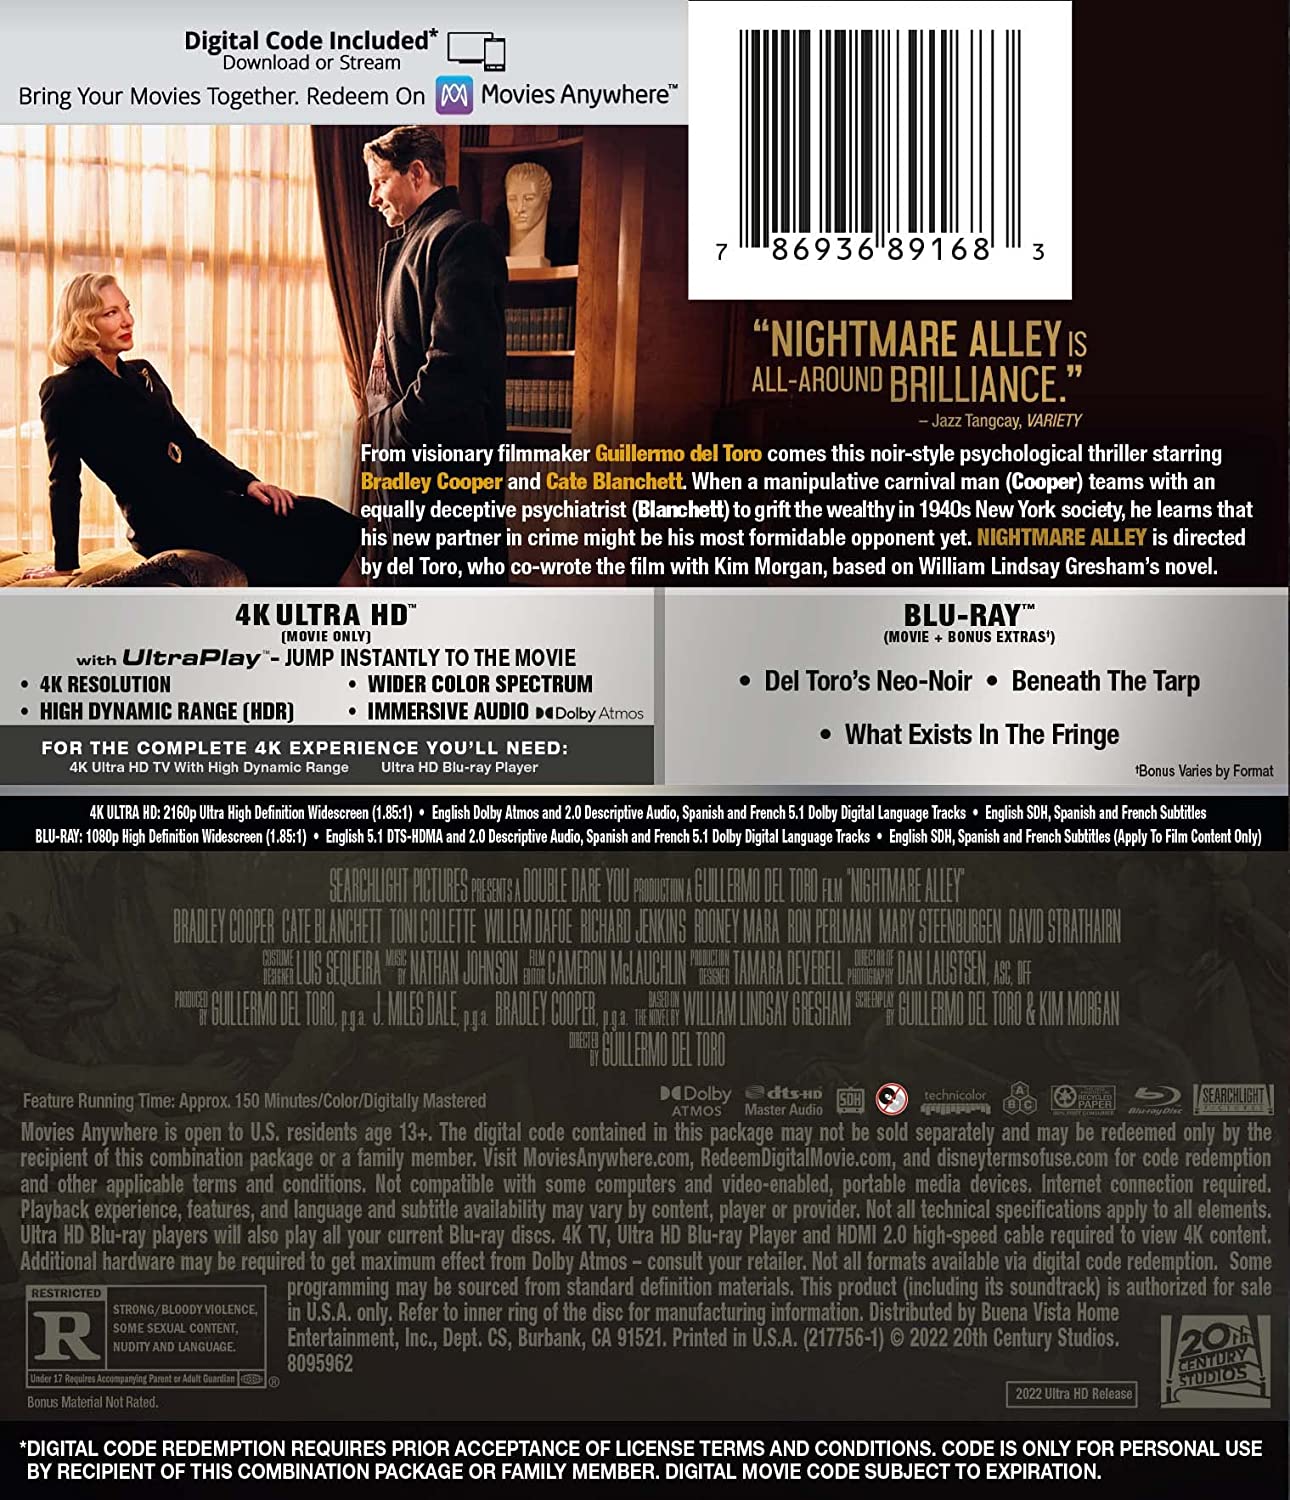 Digital Code Included*
Download or Stream
Bring Your Movies Together. Redeem On Movies Anywhere™
7 86936 89168 3
“NIGHTMARE ALLEY IS
ALL-AROUND BRILLIANCE.”
– Jazz Tangcay, VARIETY
From visionary filmmaker Guillermo del Toro comes this noir-style psychological thriller starring
Bradley Cooper and Cate Blanchett. When a manipulative carnival man (Cooper) teams with an
equally deceptive psychiatrist (Blanchett) to grift the wealthy in 1940s New York society, he learns that
his new partner in crime might be his most formidable opponent yet. NIGHTMARE ALLEY is directed
by del Toro, who co-wrote the film with Kim Morgan, based on William Lindsay Gresham’s novel.
4K ULTRA HD™
(MOVIE ONLY)
with UltraPlay™ - JUMP INSTANTLY TO THE MOVIE
• 4K RESOLUTION • WIDER COLOR SPECTRUM
• HIGH DYNAMIC RANGE (HDR) • IMMERSIVE AUDIO Dolby Atmos
FOR THE COMPLETE 4K EXPERIENCE YOU’LL NEED:
4K Ultra HD TV With High Dynamic Range Ultra HD Blu-ray Player
BLU-RAY™
(MOVIE + BONUS EXTRAS†)
• Del Toro’s Neo-Noir • Beneath The Tarp
• What Exists In The Fringe
†Bonus Varies by Format
4K ULTRA HD: 2160p Ultra High Definition Widescreen (1.85:1) • English Dolby Atmos and 2.0 Descriptive Audio, Spanish and French 5.1 Dolby Digital Language Tracks • English SDH, Spanish and French Subtitles
BLU-RAY: 1080p High Definition Widescreen (1.85:1) • English 5.1 DTS-HDMA and 2.0 Descriptive Audio, Spanish and French 5.1 Dolby Digital Language Tracks • English SDH, Spanish and French Subtitles (Apply To Film Content Only)
SEARCHLIGHT PICTURES PRESENTS A DOUBLE DARE YOU PRODUCTION A GUILLERMO DEL TORO FILM "NIGHTMARE ALLEY"
BRADLEY COOPER CATE BLANCHETT TONI COLLETTE WILLEM DAFOE RICHARD JENKINS ROONEY MARA RON PERLMAN MARY STEENBURGEN DAVID STRATHAIRN
COSTUME DESIGNER LUIS SEQUEIRA MUSIC BY NATHAN JOHNSON FILM EDITOR CAMERON McLAUCHLIN PRODUCTION DESIGNER TAMARA DEVERELL DIRECTOR OF PHOTOGRAPHY DAN LAUSTSEN, ASC, DFF
PRODUCED BY GUILLERMO DEL TORO, p.g.a. J. MILES DALE, p.g.a. BRADLEY COOPER, p.g.a. BASED ON THE NOVEL BY WILLIAM LINDSAY GRESHAM SCREENPLAY BY GUILLERMO DEL TORO & KIM MORGAN
DIRECTED BY GUILLERMO DEL TORO
Feature Running Time: Approx. 150 Minutes/Color/Digitally Mastered
Dolby ATMOS dts-HD Master Audio SDH technicolor ABC RECYCLED PAPER Blu-ray Disc SEARCHLIGHT PICTURES
Movies Anywhere is open to U.S. residents age 13+. The digital code contained in this package may not be sold separately and may be redeemed only by the
recipient of this combination package or a family member. Visit MoviesAnywhere.com, RedeemDigitalMovie.com, and disneytermsofuse.com for code redemption
and other applicable terms and conditions. Not compatible with some computers and video-enabled, portable media devices. Internet connection required.
Playback experience, features, and language and subtitle availability may vary by content, player or provider. Not all technical specifications apply to all elements.
Ultra HD Blu-ray players will also play all your current Blu-ray discs. 4K TV, Ultra HD Blu-ray Player and HDMI 2.0 high-speed cable required to view 4K content.
Additional hardware may be required to get maximum effect from Dolby Atmos – consult your retailer. Not all formats available via digital code redemption. Some
programming may be sourced from standard definition materials. This product (including its soundtrack) is authorized for sale
in U.S.A. only. Refer to inner ring of the disc for manufacturing information. Distributed by Buena Vista Home
Entertainment, Inc., Dept. CS, Burbank, CA 91521. Printed in U.S.A. (217756-1) © 2022 20th Century Studios.
8095962
RESTRICTED
R
STRONG/BLOODY VIOLENCE,
SOME SEXUAL CONTENT,
NUDITY AND LANGUAGE.
Under 17 Requires Accompanying Parent or Adult Guardian ®
Bonus Material Not Rated.
2022 Ultra HD Release
20TH
CENTURY
STUDIOS
*DIGITAL CODE REDEMPTION REQUIRES PRIOR ACCEPTANCE OF LICENSE TERMS AND CONDITIONS. CODE IS ONLY FOR PERSONAL USE
BY RECIPIENT OF THIS COMBINATION PACKAGE OR FAMILY MEMBER. DIGITAL MOVIE CODE SUBJECT TO EXPIRATION.